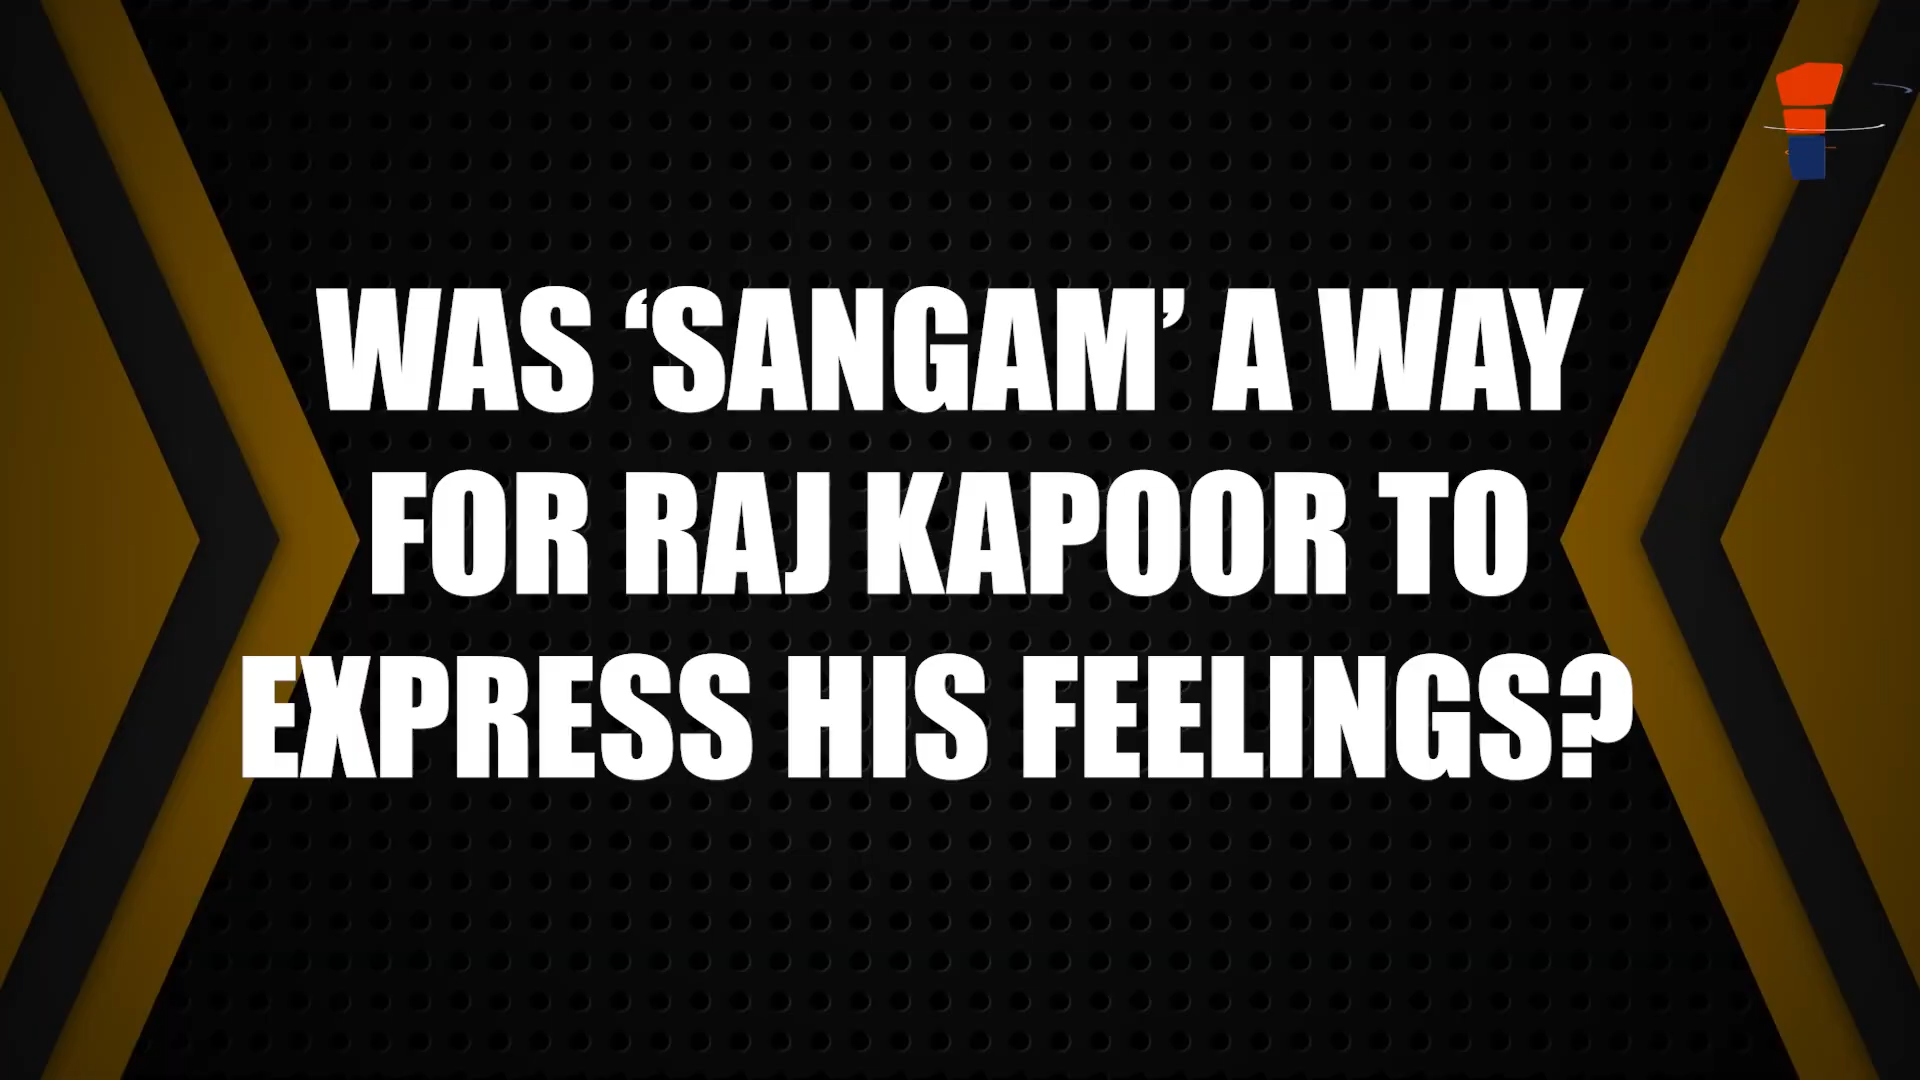 WAS ‘SANGAM’ A WAY
FOR RAJ KAPOOR TO
EXPRESS HIS FEELINGS?